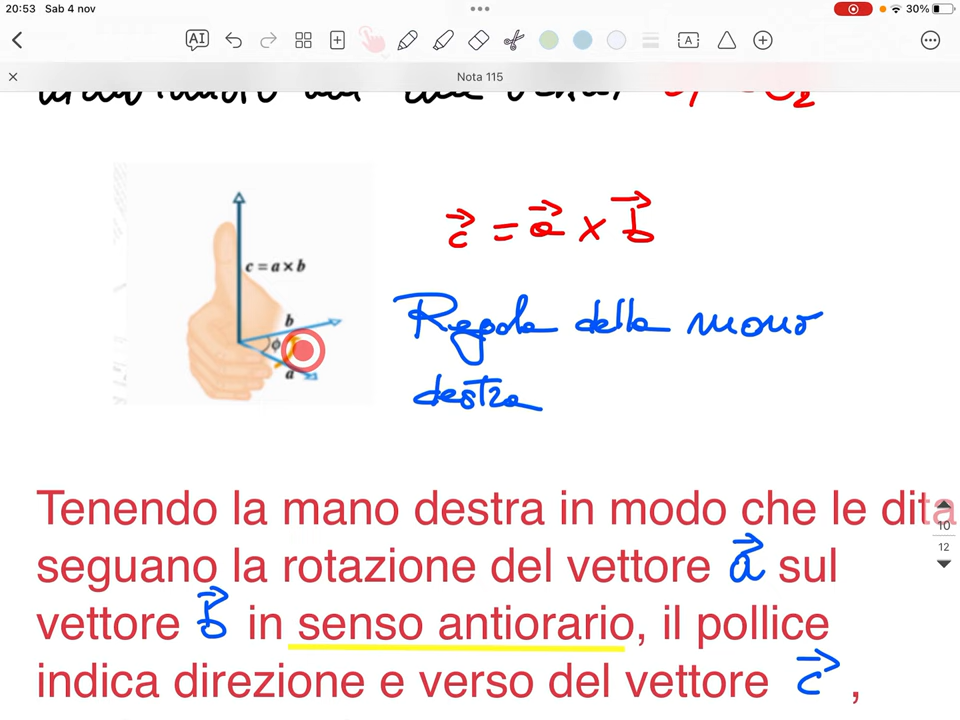 20:53 Sab 4 nov
30%
AI
A
Nota 115
c = a × b
b
ϕ
a
c⃗ = a⃗ × b⃗
Regola della mano
destra
Tenendo la mano destra in modo che le dita
seguano la rotazione del vettore a⃗ sul
vettore b⃗ in senso antiorario, il pollice
indica direzione e verso del vettore c⃗ ,
10
12